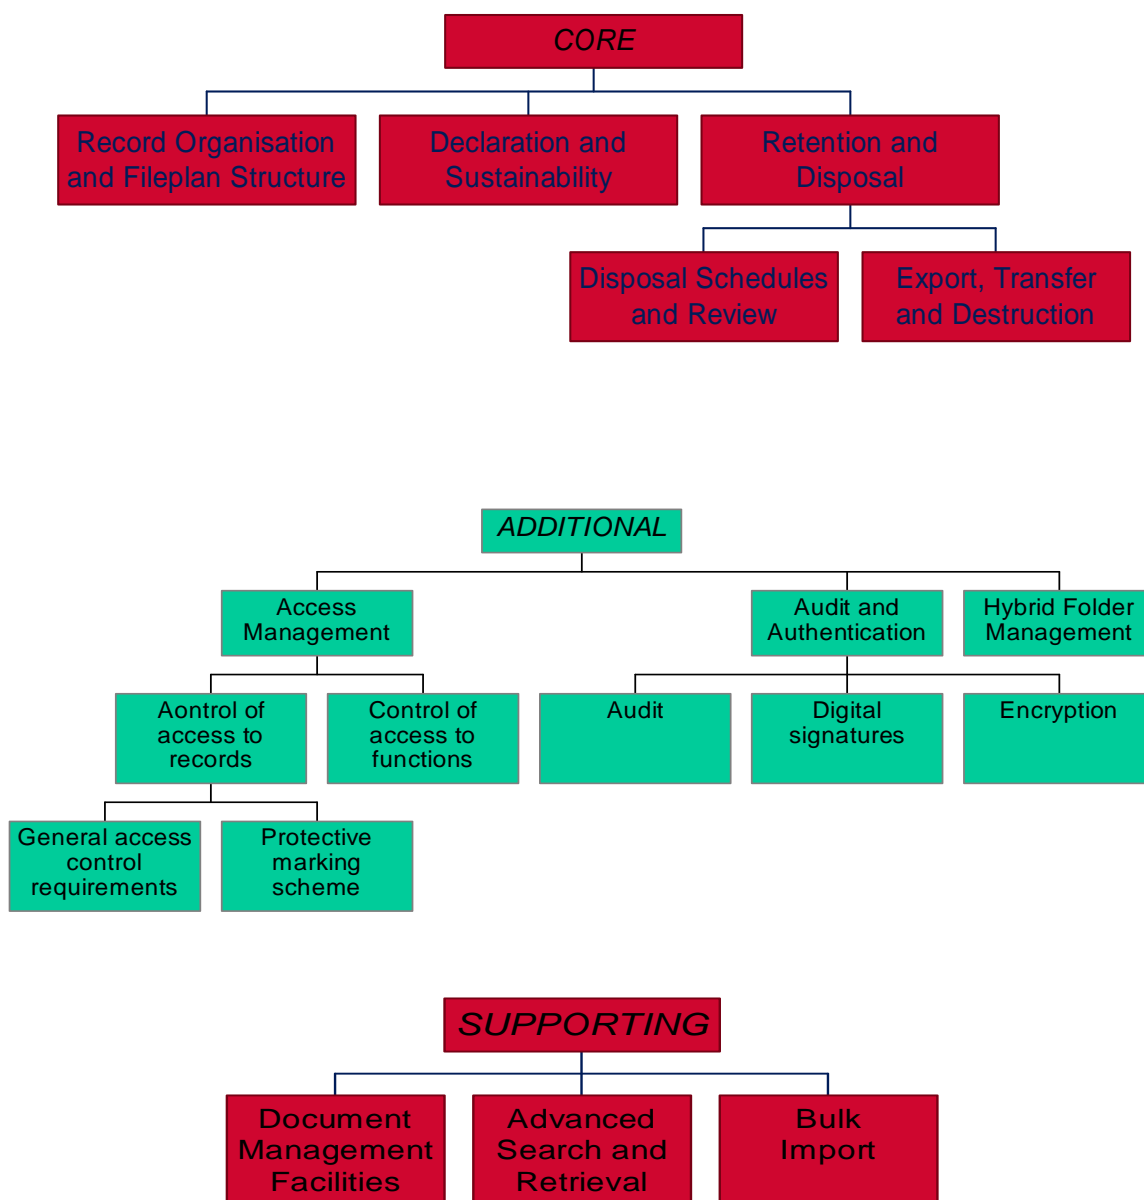 CORE
Record Organisation
and Fileplan Structure
Declaration and
Sustainability
Retention and
Disposal
Disposal Schedules
and Review
Export, Transfer
and Destruction
ADDITIONAL
Access
Management
Audit and
Authentication
Hybrid Folder
Management
Aontrol of
access to
records
Control of
access to
functions
Audit
Digital
signatures
Encryption
General access
control
requirements
Protective
marking
scheme
SUPPORTING
Document
Management
Facilities
Advanced
Search and
Retrieval
Bulk
Import